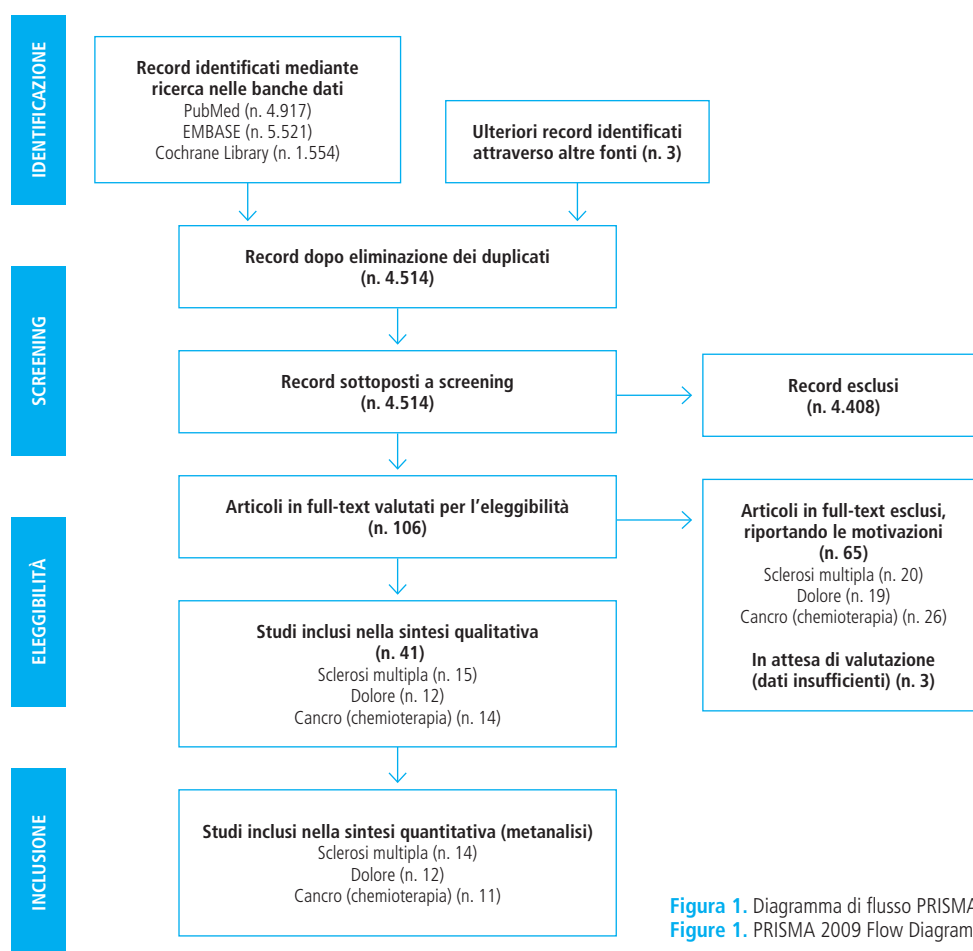 IDENTIFICAZIONE
Record identificati mediante
ricerca nelle banche dati
PubMed (n. 4.917)
EMBASE (n. 5.521)
Cochrane Library (n. 1.554)
Ulteriori record identificati
attraverso altre fonti (n. 3)
Record dopo eliminazione dei duplicati
(n. 4.514)
SCREENING
Record sottoposti a screening
(n. 4.514)
Record esclusi
(n. 4.408)
ELEGGIBILITÀ
Articoli in full-text valutati per l'eleggibilità
(n. 106)
Articoli in full-text esclusi,
riportando le motivazioni
(n. 65)
Sclerosi multipla (n. 20)
Dolore (n. 19)
Cancro (chemioterapia) (n. 26)
In attesa di valutazione
(dati insufficienti) (n. 3)
Studi inclusi nella sintesi qualitativa
(n. 41)
Sclerosi multipla (n. 15)
Dolore (n. 12)
Cancro (chemioterapia) (n. 14)
INCLUSIONE
Studi inclusi nella sintesi quantitativa (metanalisi)
Sclerosi multipla (n. 14)
Dolore (n. 12)
Cancro (chemioterapia) (n. 11)
Figura 1. Diagramma di flusso PRISMA
Figure 1. PRISMA 2009 Flow Diagram